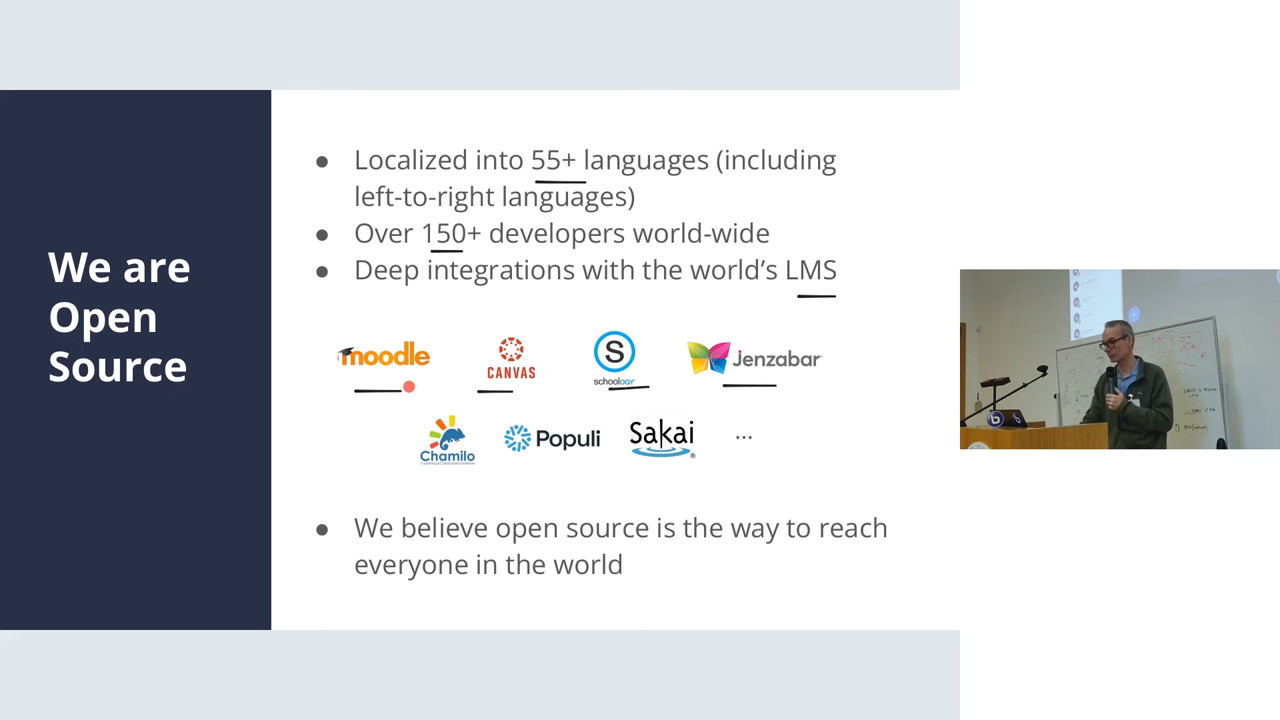 We are
Open
Source
● Localized into 55+ languages (including
left-to-right languages)
● Over 150+ developers world-wide
● Deep integrations with the world's LMS
moodle
CANVAS
S
schoology
Jenzabar
Chamilo
Populi
Sakai
...
● We believe open source is the way to reach
everyone in the world